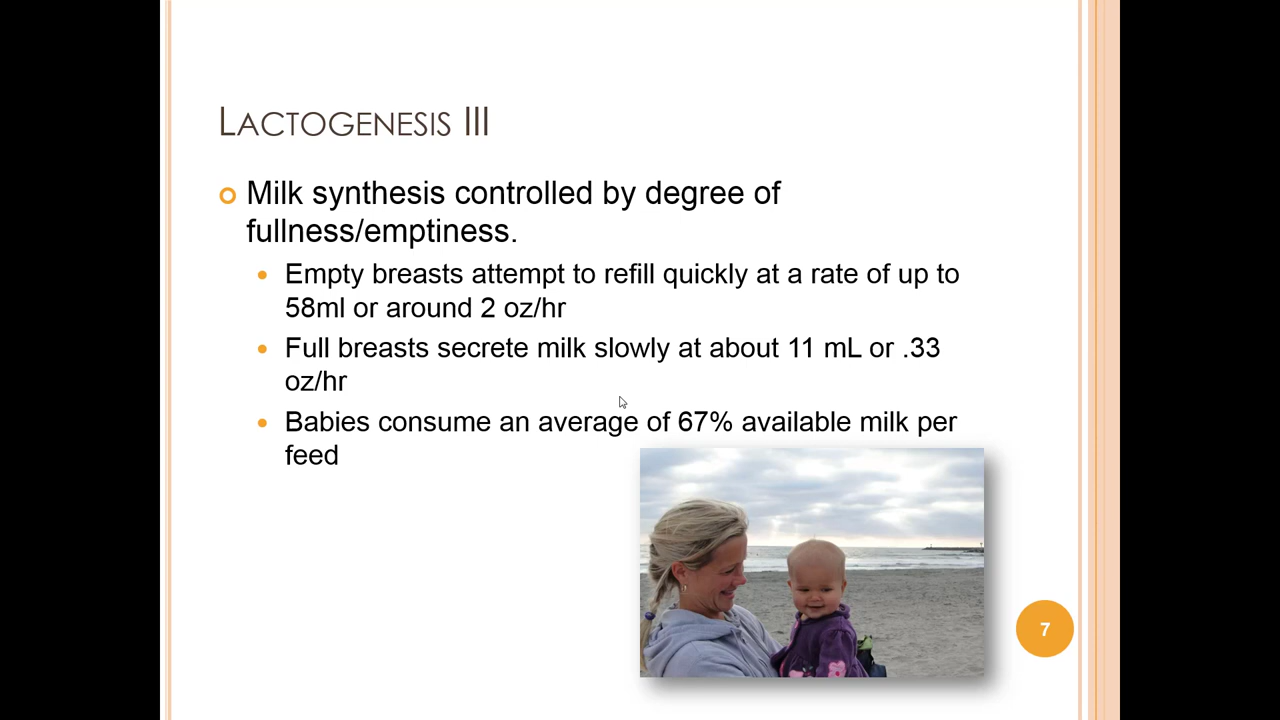 Lactogenesis III
Milk synthesis controlled by degree of
fullness/emptiness.
Empty breasts attempt to refill quickly at a rate of up to
58ml or around 2 oz/hr
Full breasts secrete milk slowly at about 11 mL or .33
oz/hr
Babies consume an average of 67% available milk per
feed
7